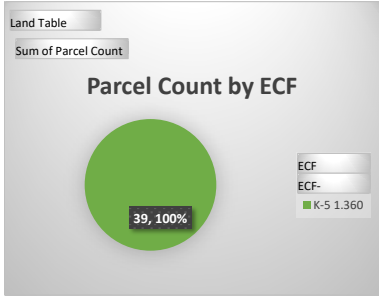 Land Table
Sum of Parcel Count
Parcel Count by ECF
39, 100%
ECF
ECF-
K-5 1.360